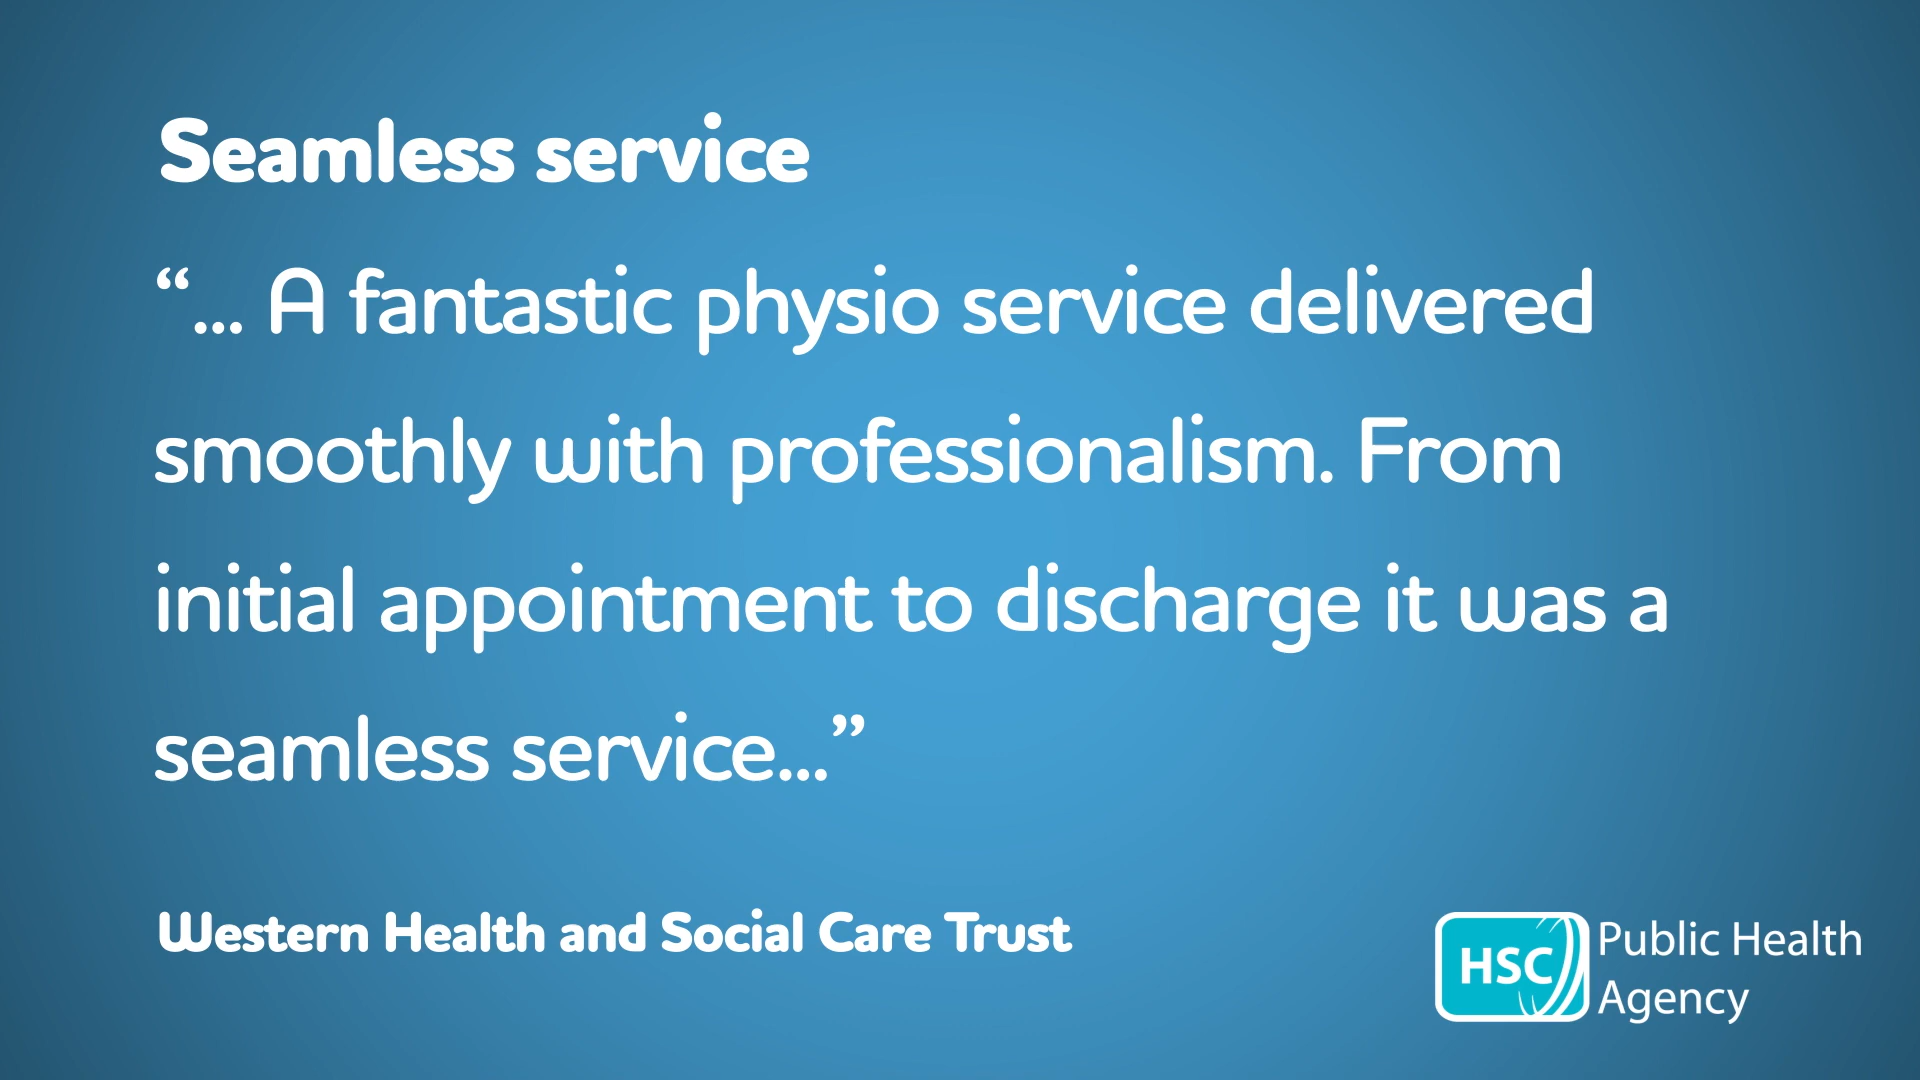 Seamless service
“... A fantastic physio service delivered
smoothly with professionalism. From
initial appointment to discharge it was a
seamless service...”
Western Health and Social Care Trust
HSC Public Health
Agency